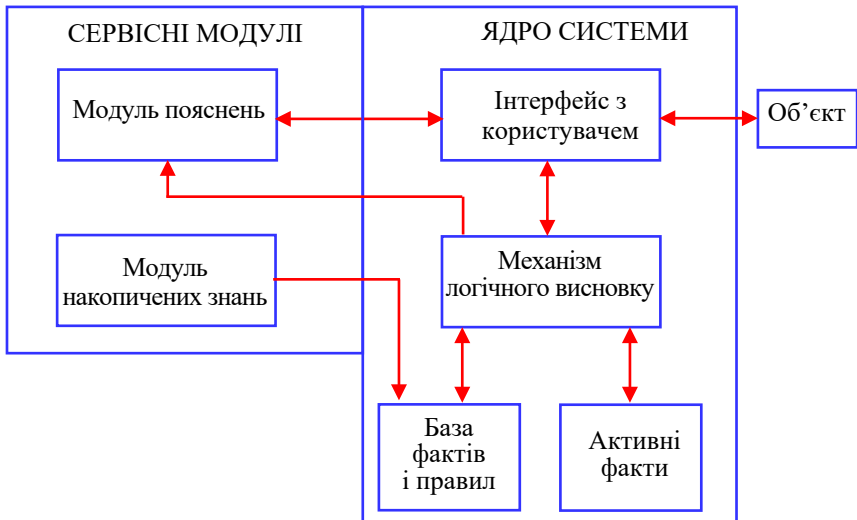 СЕРВІСНІ МОДУЛІ
ЯДРО СИСТЕМИ
Модуль пояснень
Інтерфейс з
користувачем
Об’єкт
Модуль
накопичених знань
Механізм
логічного висновку
База
фактів
і правил
Активні
факти